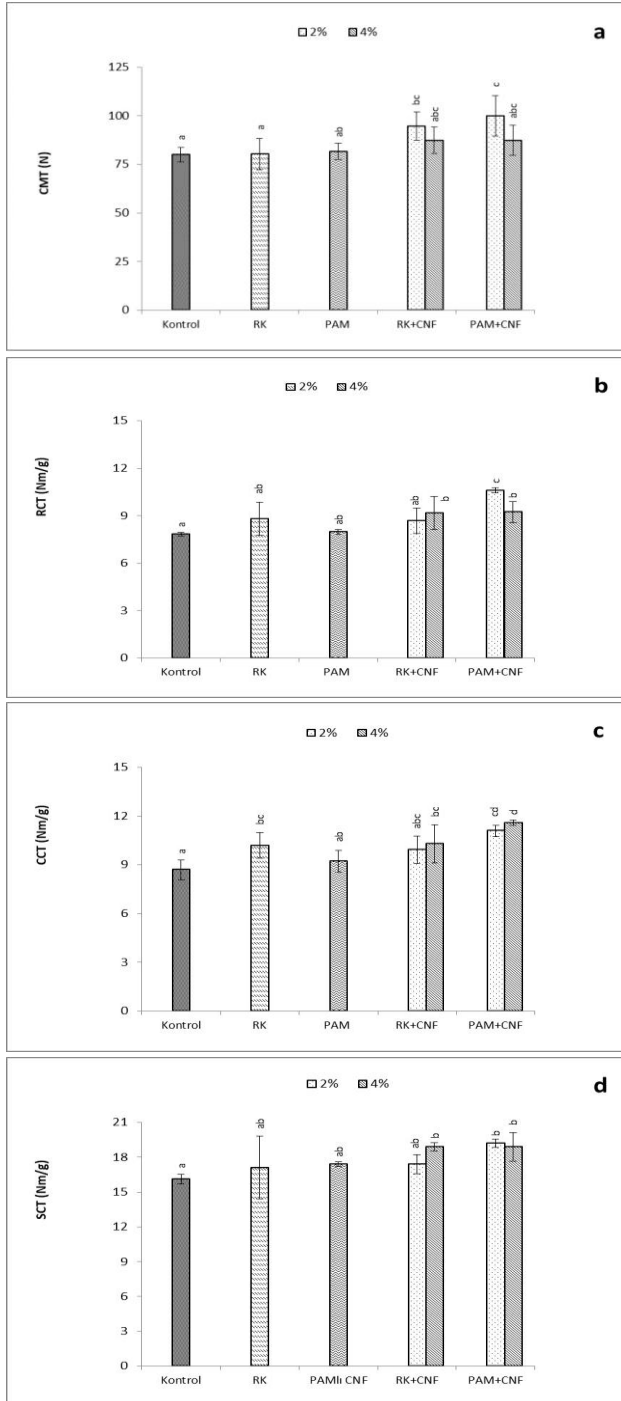 2% 4% a
125
c
bc abc
100
a a ab
75
CMT (N)
50
25
0
Kontrol RK PAM RK+CNF PAM+CNF
2% 4% b
15
12
c
ab ab b b
a ab
9
RCT (Nm/g)
6
3
0
Kontrol RK PAM RK+CNF PAM+CNF
2% 4% c
15
cd d
12
bc abc bc
a ab
9
CCT (Nm/g)
6
3
0
Kontrol RK PAM RK+CNF PAM+CNF
2% 4% d
21
a ab ab ab b b b
18
15
SCT (Nm/g)
12
9
6
3
0
Kontrol RK PAMlı CNF RK+CNF PAM+CNF